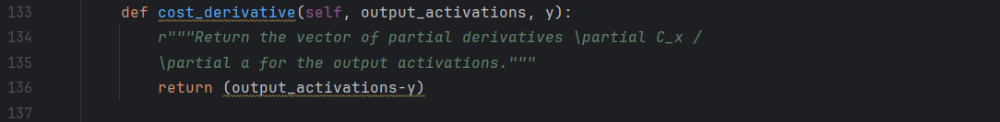 133 def cost_derivative(self, output_activations, y):
134 r"""Return the vector of partial derivatives \partial C_x /
135 \partial a for the output activations."""
136 return (output_activations-y)
137